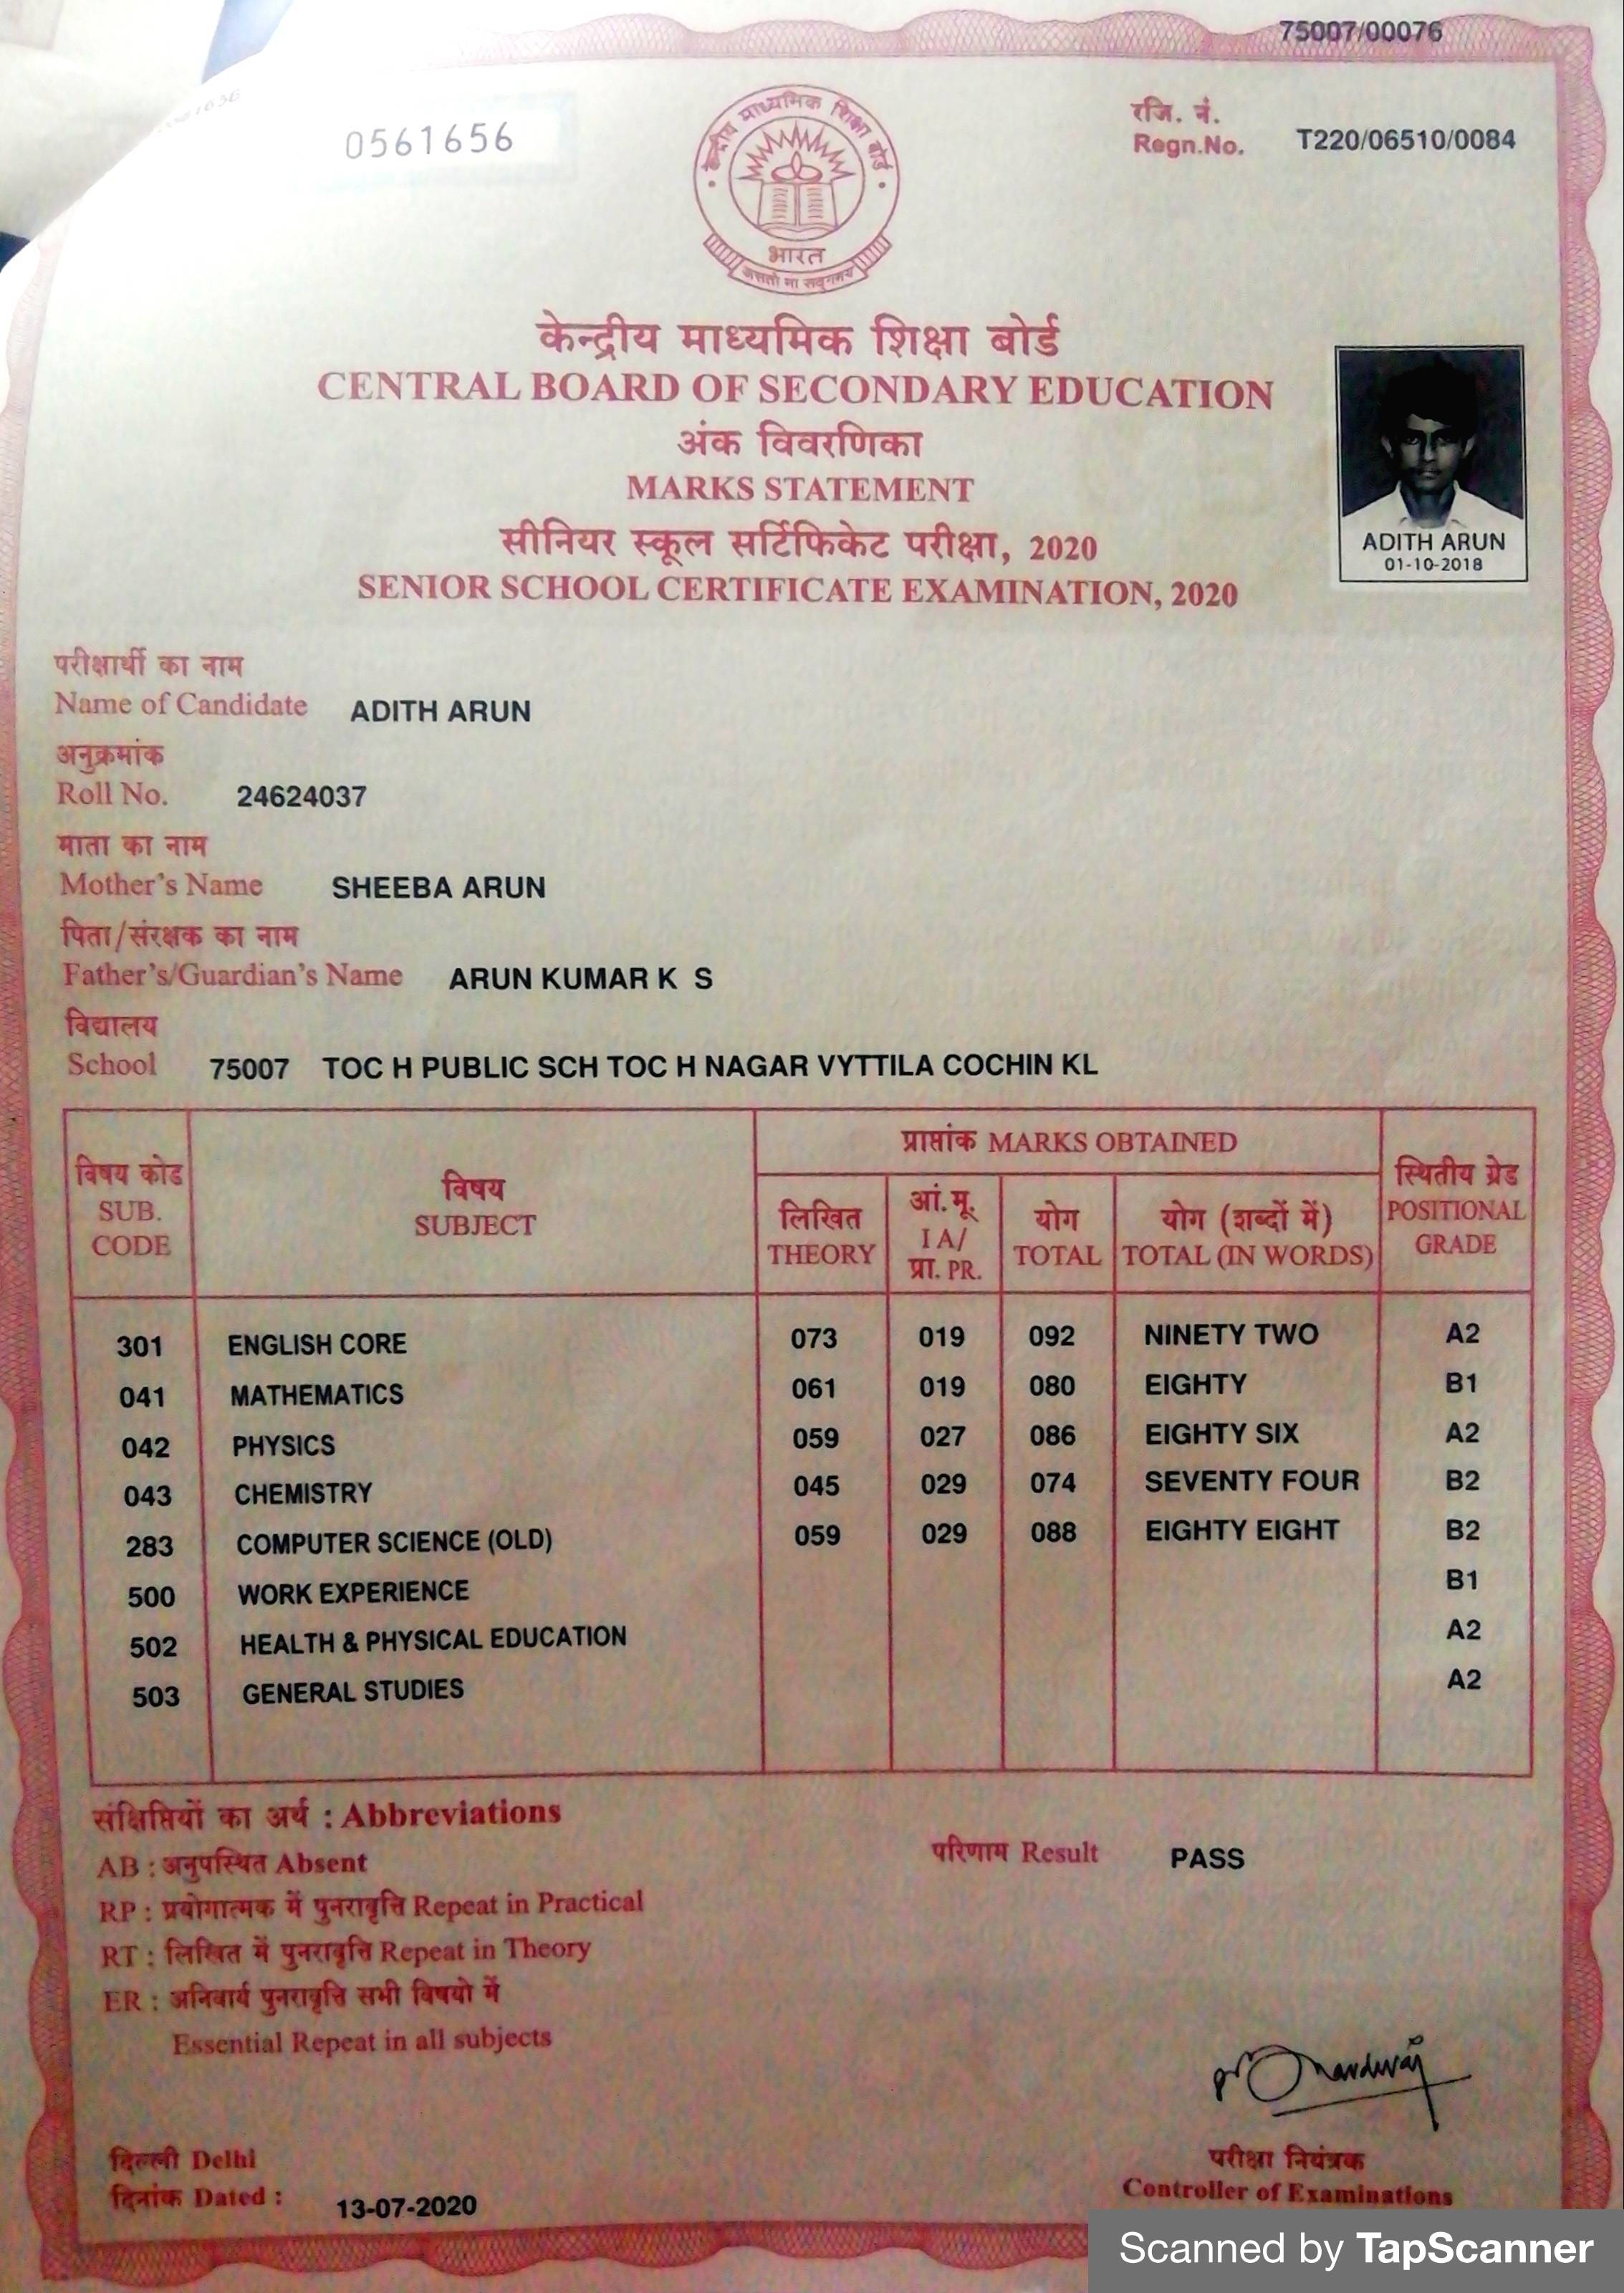 75007/00076
0561656
रजि. नं.
Regn.No. T220/06510/0084
केन्द्रीय माध्यमिक शिक्षा बोर्ड
भारत
असतो मा सद्गमय
केन्द्रीय माध्यमिक शिक्षा बोर्ड
CENTRAL BOARD OF SECONDARY EDUCATION
अंक विवरणिका
MARKS STATEMENT
सीनियर स्कूल सर्टिफिकेट परीक्षा, 2020
SENIOR SCHOOL CERTIFICATE EXAMINATION, 2020
ADITH ARUN
01-10-2018
परीक्षार्थी का नाम
Name of Candidate ADITH ARUN
अनुक्रमांक
Roll No. 24624037
माता का नाम
Mother's Name SHEEBA ARUN
पिता/संरक्षक का नाम
Father's/Guardian's Name ARUN KUMAR K S
विद्यालय
School 75007 TOC H PUBLIC SCH TOC H NAGAR VYTTILA COCHIN KL
विषय कोड
SUB.
CODE
विषय
SUBJECT
प्राप्तांक MARKS OBTAINED
लिखित
THEORY
आं.मू.
I A/
प्रा. PR.
योग
TOTAL
योग (शब्दों में)
TOTAL (IN WORDS)
स्थितीय ग्रेड
POSITIONAL
GRADE
301 ENGLISH CORE 073 019 092 NINETY TWO A2
041 MATHEMATICS 061 019 080 EIGHTY B1
042 PHYSICS 059 027 086 EIGHTY SIX A2
043 CHEMISTRY 045 029 074 SEVENTY FOUR B2
283 COMPUTER SCIENCE (OLD) 059 029 088 EIGHTY EIGHT B2
500 WORK EXPERIENCE B1
502 HEALTH & PHYSICAL EDUCATION A2
503 GENERAL STUDIES A2
संक्षिप्तियों का अर्थ : Abbreviations
AB : अनुपस्थित Absent
परिणाम Result PASS
RP : प्रयोगात्मक में पुनरावृत्ति Repeat in Practical
RT : लिखित में पुनरावृत्ति Repeat in Theory
ER : अनिवार्य पुनरावृत्ति सभी विषयो में
Essential Repeat in all subjects
दिल्ली Delhi
दिनांक Dated : 13-07-2020
परीक्षा नियंत्रक
Controller of Examinations
Scanned by TapScanner